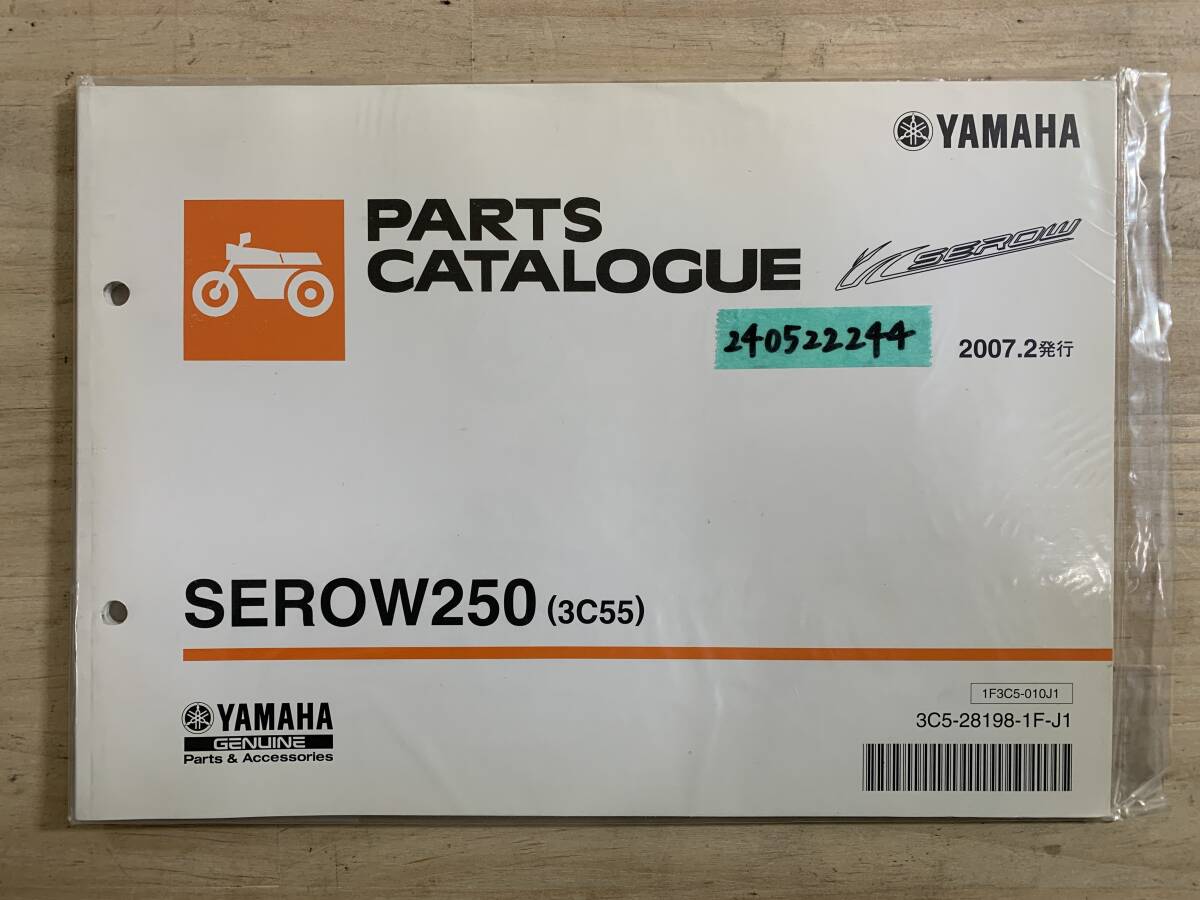 YAMAHA
PARTS
CATALOGUE
SEROW
240522244
2007.2発行
SEROW250 (3C55)
1F3C5-010J1
3C5-28198-1F-J1
YAMAHA
GENUINE
Parts & Accessories